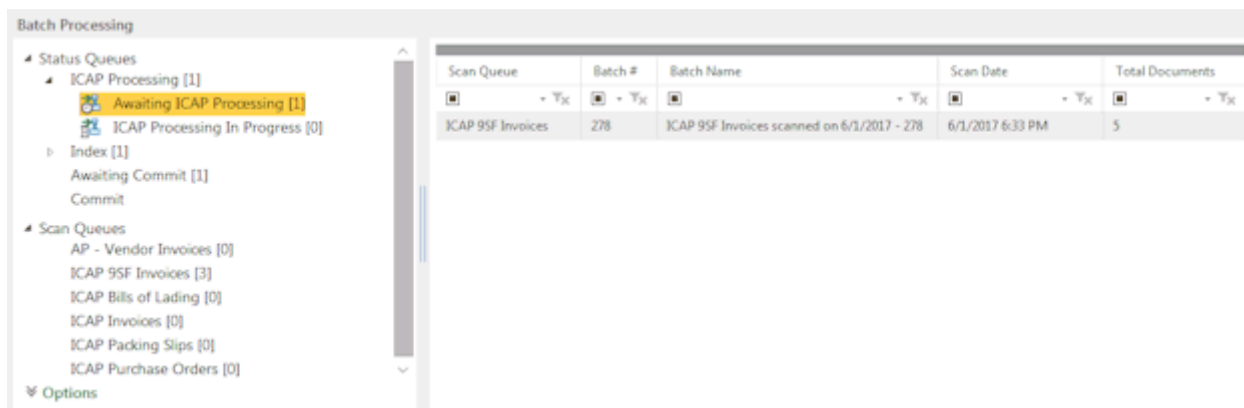 Batch Processing
Status Queues
ICAP Processing [1]
Awaiting ICAP Processing [1]
ICAP Processing In Progress [0]
Index [1]
Awaiting Commit [1]
Commit
Scan Queues
AP - Vendor Invoices [0]
ICAP 9SF Invoices [3]
ICAP Bills of Lading [0]
ICAP Invoices [0]
ICAP Packing Slips [0]
ICAP Purchase Orders [0]
Options
Scan Queue Batch # Batch Name Scan Date Total Documents
ICAP 9SF Invoices 278 ICAP 9SF Invoices scanned on 6/1/2017 - 278 6/1/2017 6:33 PM 5